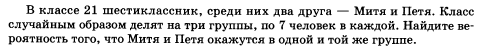 В классе 21 шестиклассник, среди них два друга — Митя и Петя. Класс
случайным образом делят на три группы, по 7 человек в каждой. Найдите ве-
роятность того, что Митя и Петя окажутся в одной и той же группе.